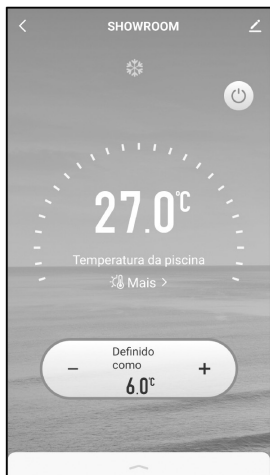 SHOWROOM
27.0°C
Temperatura da piscina
Mais >
Definido
como
− 6.0°C +